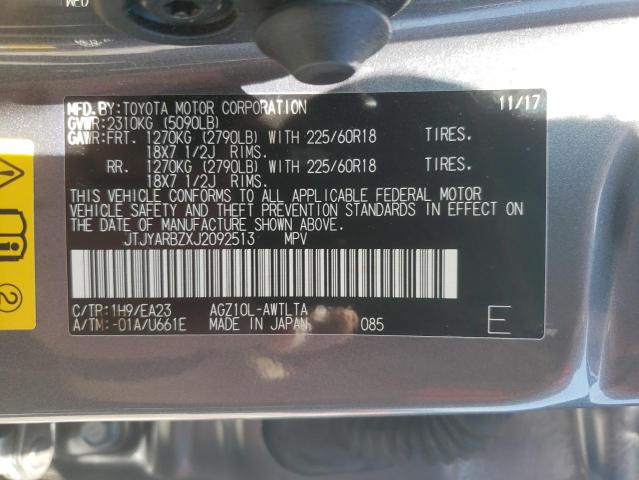 MFD.BY:TOYOTA MOTOR CORPORATION 11/17
GVWR:2310KG (5090LB)
GAWR:FRT. 1270KG (2790LB) WITH 225/60R18 TIRES.
18X7 1/2J RIMS.
RR. 1270KG (2790LB) WITH 225/60R18 TIRES.
18X7 1/2J RIMS.
THIS VEHICLE CONFORMS TO ALL APPLICABLE FEDERAL MOTOR
VEHICLE SAFETY AND THEFT PREVENTION STANDARDS IN EFFECT ON
THE DATE OF MANUFACTURE SHOWN ABOVE.
JTJYARBZXJ2092513 MPV
C/TR:1H9/EA23 AGZ10L-AWTLTA
A/TM:-01A/U661E MADE IN JAPAN 085 E
2